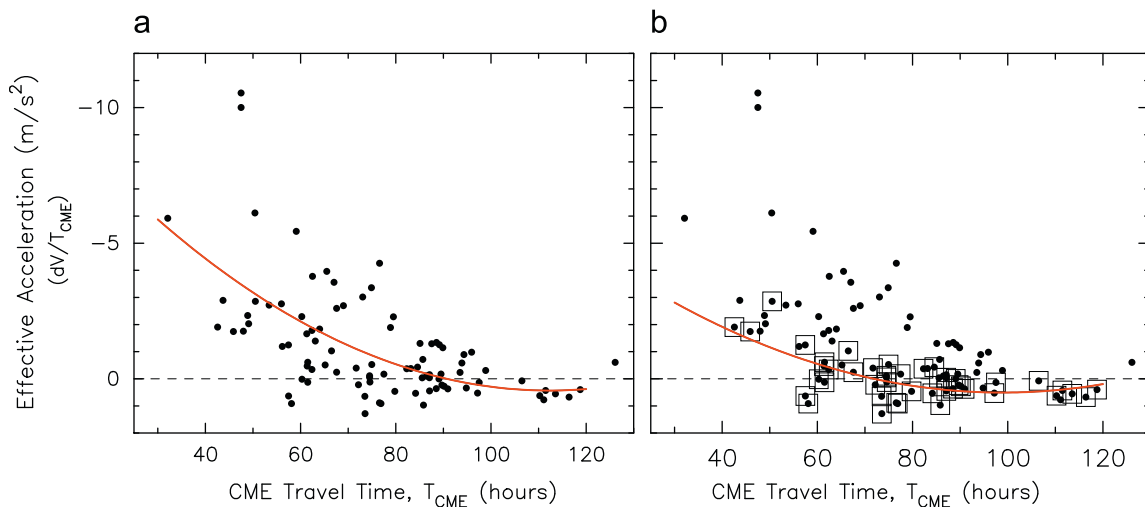 a
b
Effective Acceleration (m/s²)
(dV/T_CME)
-10
-5
0
40 60 80 100 120
40 60 80 100 120
CME Travel Time, T_CME (hours)
CME Travel Time, T_CME (hours)